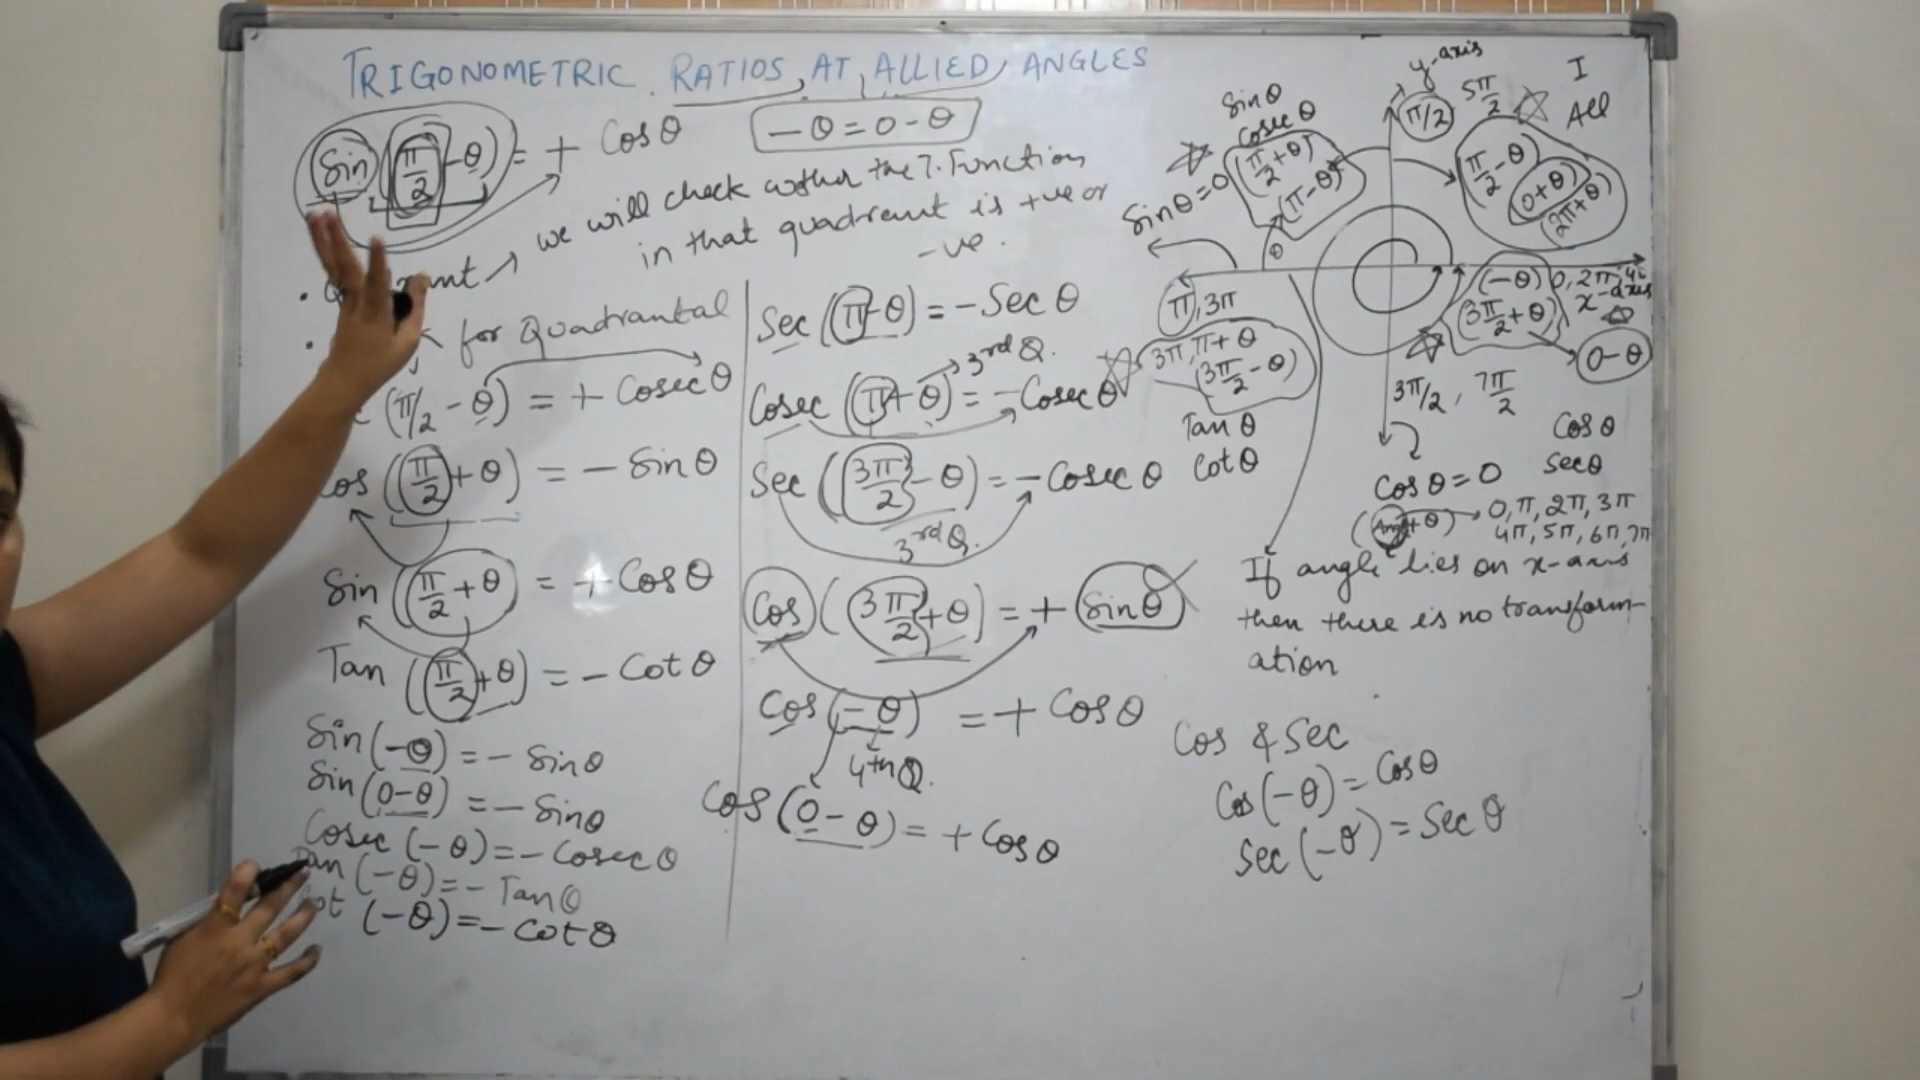 TRIGONOMETRIC RATIOS AT ALLIED ANGLES
Sin (π/2 - θ) = + Cos θ
-θ = 0 - θ
we will check wother the T. Function
in that quadrent is +ve or
-ve.
for Quadrantal
(π/2 - θ) = + Cosec θ
Cos (π/2 + θ) = - Sin θ
Sin (π/2 + θ) = + Cos θ
Tan (π/2 + θ) = - Cot θ
Sin (-θ) = - Sin θ
Sin (0-θ) = - Sin θ
Cosec (-θ) = - Cosec θ
Tan (-θ) = - Tan θ
Cot (-θ) = - Cot θ
Sec (π-θ) = - Sec θ
3rd Q.
Cosec (π+θ) = - Cosec θ
Sec (3π/2 - θ) = - Cosec θ
3rd Q.
Cos (3π/2 + θ) = + Sin θ
Cos (-θ) = + Cos θ
4th Q.
Cos (0 - θ) = + Cos θ
y-axis
π/2 5π/2
I
All
π/2 - θ
0+θ
(2π+θ)
Sin θ
Cosec θ
(π/2 + θ)
(π-θ)
Sin θ = 0
θ
π, 3π
3π, π+θ
(3π/2 - θ)
Tan θ
Cot θ
(-θ) 0, 2π, 4π
x-axis
(3π/2 + θ)
0-θ
3π/2, 7π/2
Cos θ
Sec θ
Cos θ = 0
(Angl + θ) → 0, π, 2π, 3π
4π, 5π, 6π, 7π
If angle lies on x-axis
then there is no transform-
ation
Cos & Sec
Cos (-θ) = Cos θ
Sec (-θ) = Sec θ